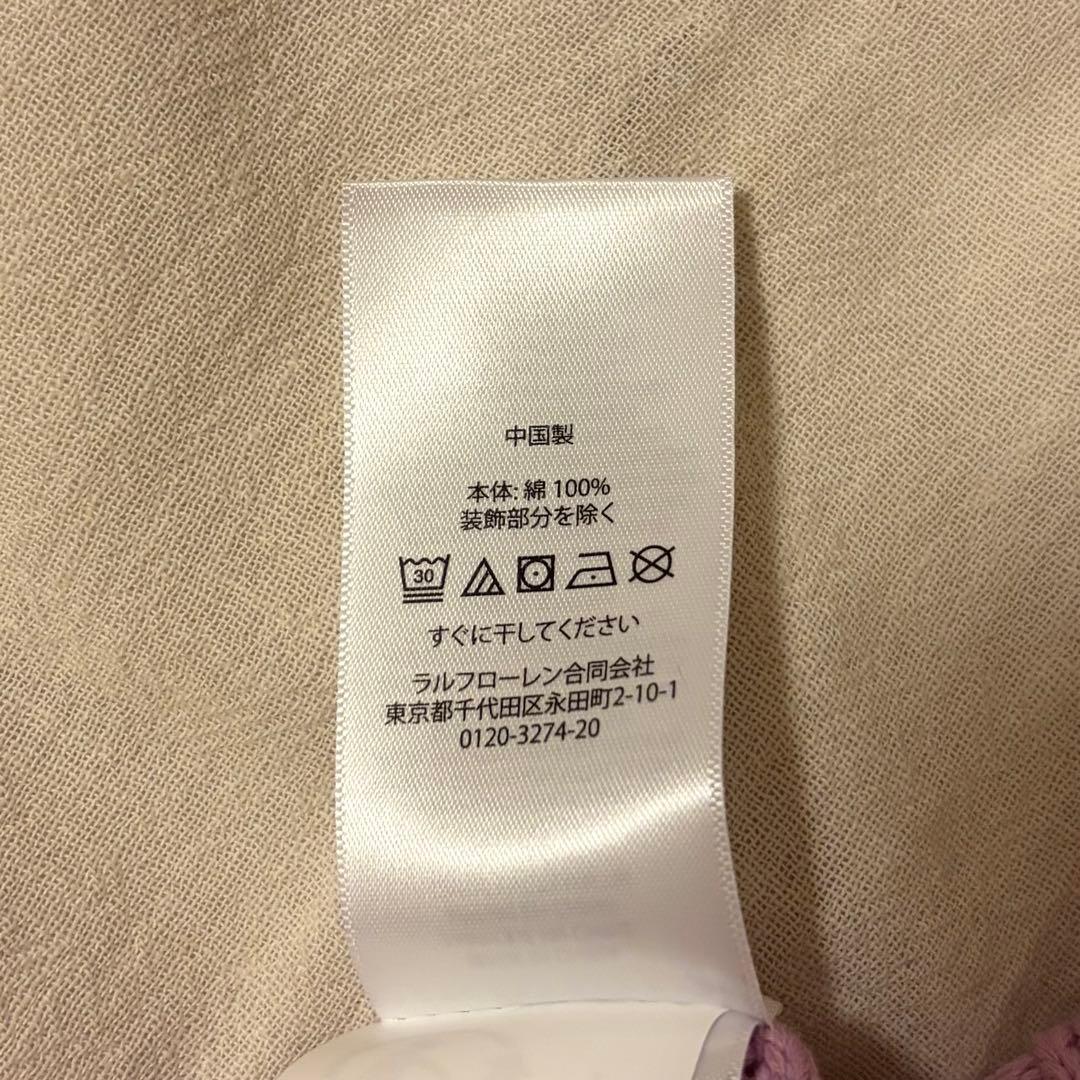 中国製
本体: 綿 100%
装飾部分を除く
30
すぐに干してください
ラルフローレン合同会社
東京都千代田区永田町2-10-1
0120-3274-20